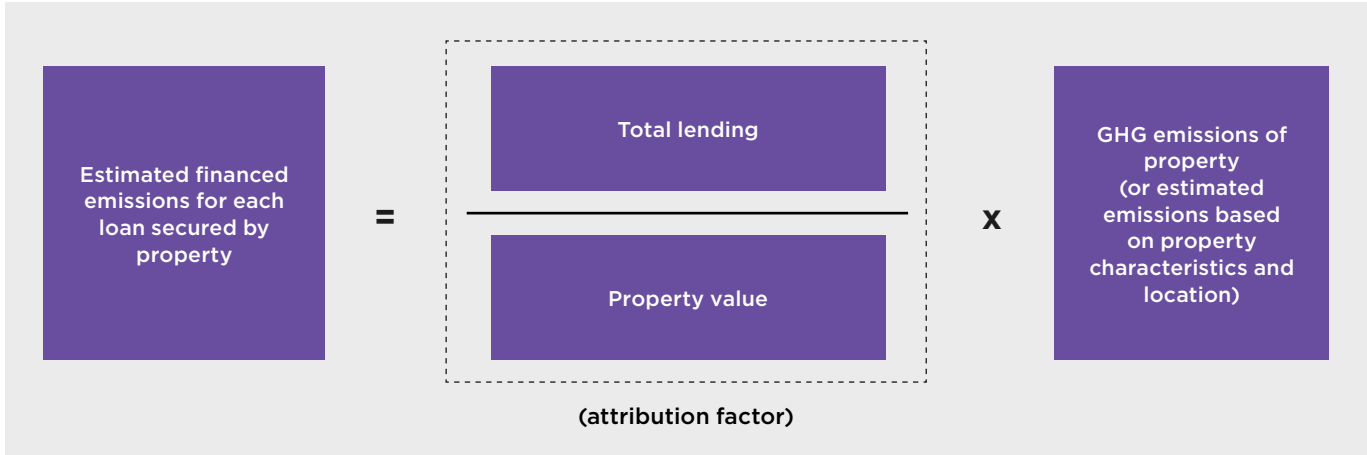 Estimated financed
emissions for each
loan secured by
property
=
Total lending
Property value
(attribution factor)
x
GHG emissions of
property
(or estimated
emissions based
on property
characteristics and
location)